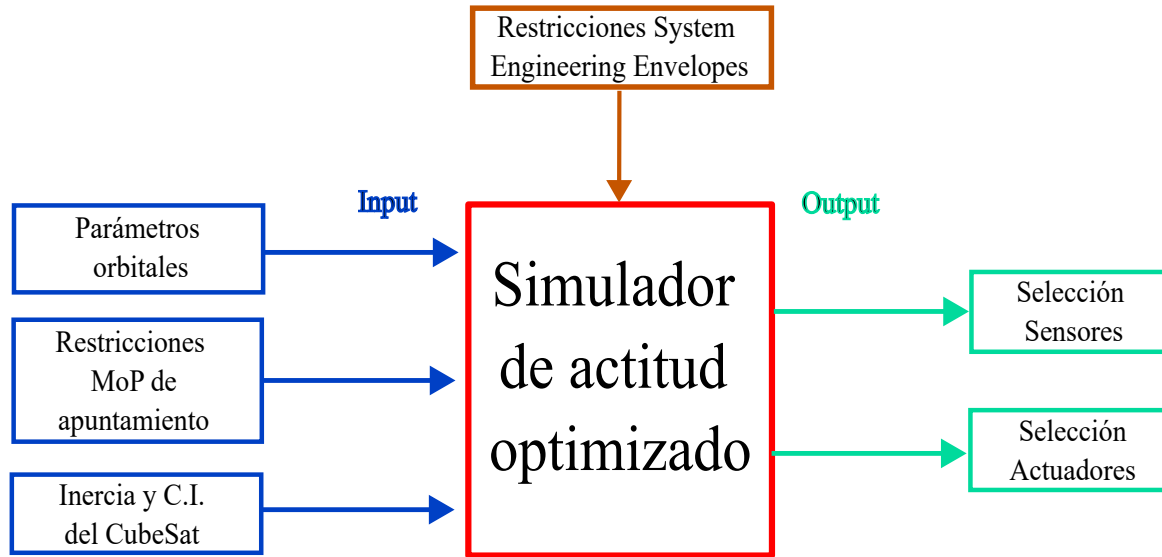 Restricciones System
Engineering Envelopes
Input
Output
Parámetros
orbitales
Restricciones
MoP de
apuntamiento
Inercia y C.I.
del CubeSat
Simulador
de actitud
optimizado
Selección
Sensores
Selección
Actuadores